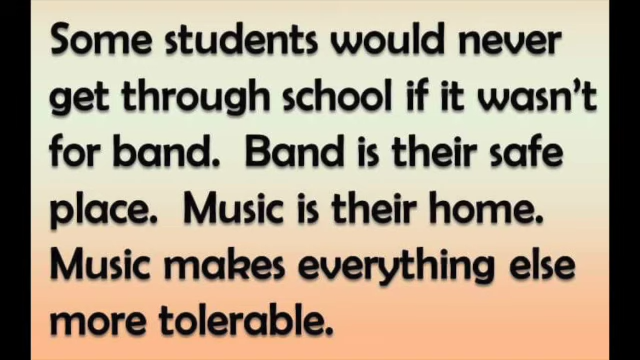 Some students would never
get through school if it wasn’t
for band.  Band is their safe
place.  Music is their home.
Music makes everything else
more tolerable.